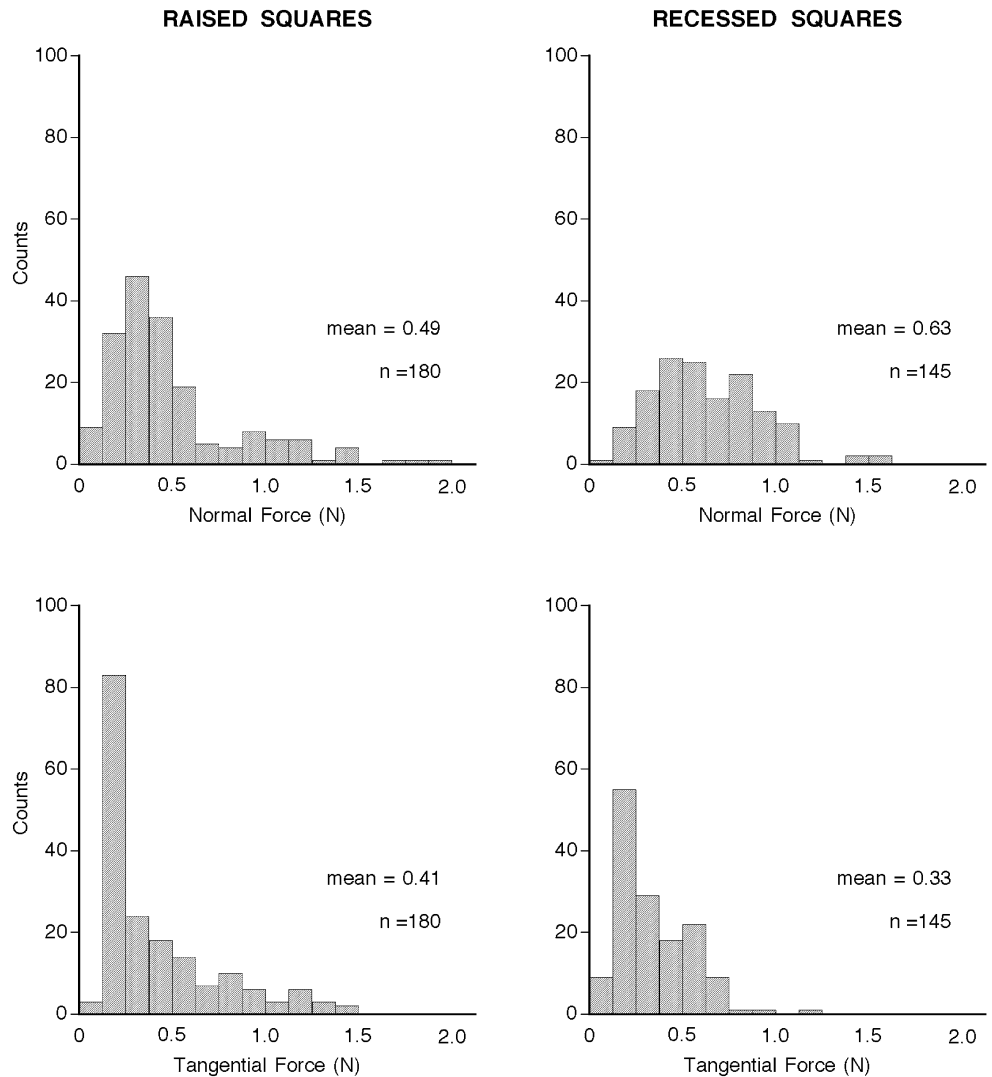 RAISED SQUARES
RECESSED SQUARES
100
80
60
40
20
0
Counts
mean = 0.49
n =180
0 0.5 1.0 1.5 2.0
Normal Force (N)
100
80
60
40
20
0
mean = 0.63
n =145
0 0.5 1.0 1.5 2.0
Normal Force (N)
100
80
60
40
20
0
Counts
mean = 0.41
n =180
0 0.5 1.0 1.5 2.0
Tangential Force (N)
100
80
60
40
20
0
mean = 0.33
n =145
0 0.5 1.0 1.5 2.0
Tangential Force (N)